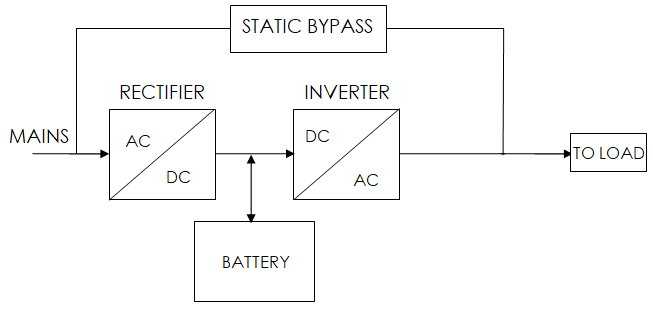 STATIC BYPASS
RECTIFIER
INVERTER
MAINS
AC
DC
DC
AC
TO LOAD
BATTERY